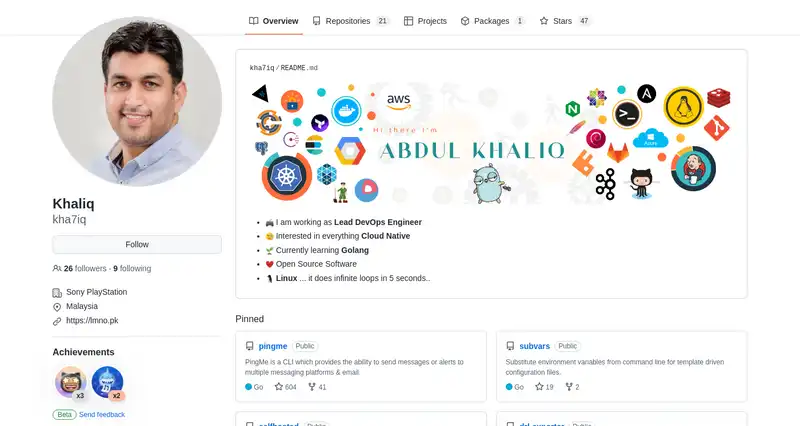 Overview
Repositories 21
Projects
Packages 1
Stars 47
kha7iq / README.md
aws
Hi there I'm
ABDUL KHALIQ
Azure
🎮 I am working as Lead DevOps Engineer
😊 Interested in everything Cloud Native
🌱 Currently learning Golang
❤️ Open Source Software
🐧 Linux ... it does infinite loops in 5 seconds..
Khaliq
kha7iq
Follow
26 followers · 9 following
Sony PlayStation
Malaysia
https://lmno.pk
Achievements
x3
x2
Beta Send feedback
Pinned
pingme Public
PingMe is a CLI which provides the ability to send messages or alerts to
multiple messaging platforms & email
Go 604 41
subvars Public
Substitute environment variables from command line for template driven
configuration files.
Go 19 2